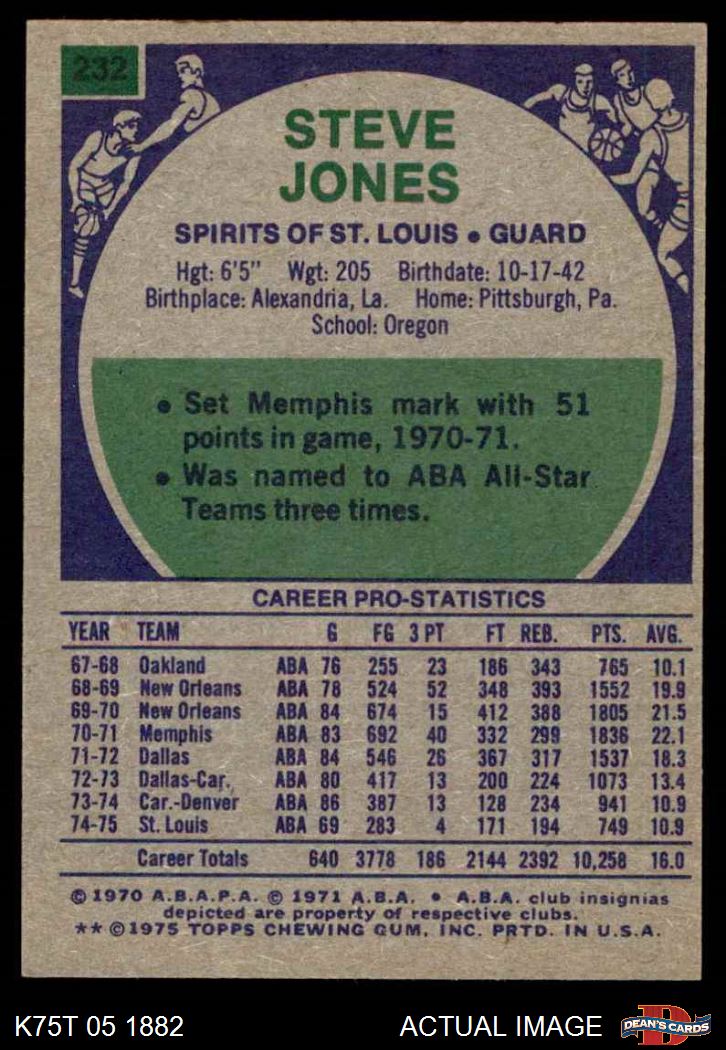 232
STEVE
JONES
SPIRITS OF ST. LOUIS • GUARD
Hgt: 6'5" Wgt: 205 Birthdate: 10-17-42
Birthplace: Alexandria, La. Home: Pittsburgh, Pa.
School: Oregon
• Set Memphis mark with 51
points in game, 1970-71.
• Was named to ABA All-Star
Teams three times.
CAREER PRO-STATISTICS
YEAR TEAM G FG 3 PT FT REB. PTS. AVG.
67-68 Oakland ABA 76 255 23 186 343 765 10.1
68-69 New Orleans ABA 78 524 52 348 393 1552 19.9
69-70 New Orleans ABA 84 674 15 412 388 1805 21.5
70-71 Memphis ABA 83 692 40 332 299 1836 22.1
71-72 Dallas ABA 84 546 26 367 317 1537 18.3
72-73 Dallas-Car. ABA 80 417 13 200 224 1073 13.4
73-74 Car.-Denver ABA 86 387 13 128 234 941 10.9
74-75 St. Louis ABA 69 283 4 171 194 749 10.9
Career Totals 640 3778 186 2144 2392 10,258 16.0
© 1970 A.B.A.P.A. © 1971 A.B.A. • A.B.A. club insignias
depicted are property of respective clubs.
** © 1975 TOPPS CHEWING GUM, INC. PRTD. IN U.S.A.
K75T 05 1882 ACTUAL IMAGE
D
DEAN'S CARDS